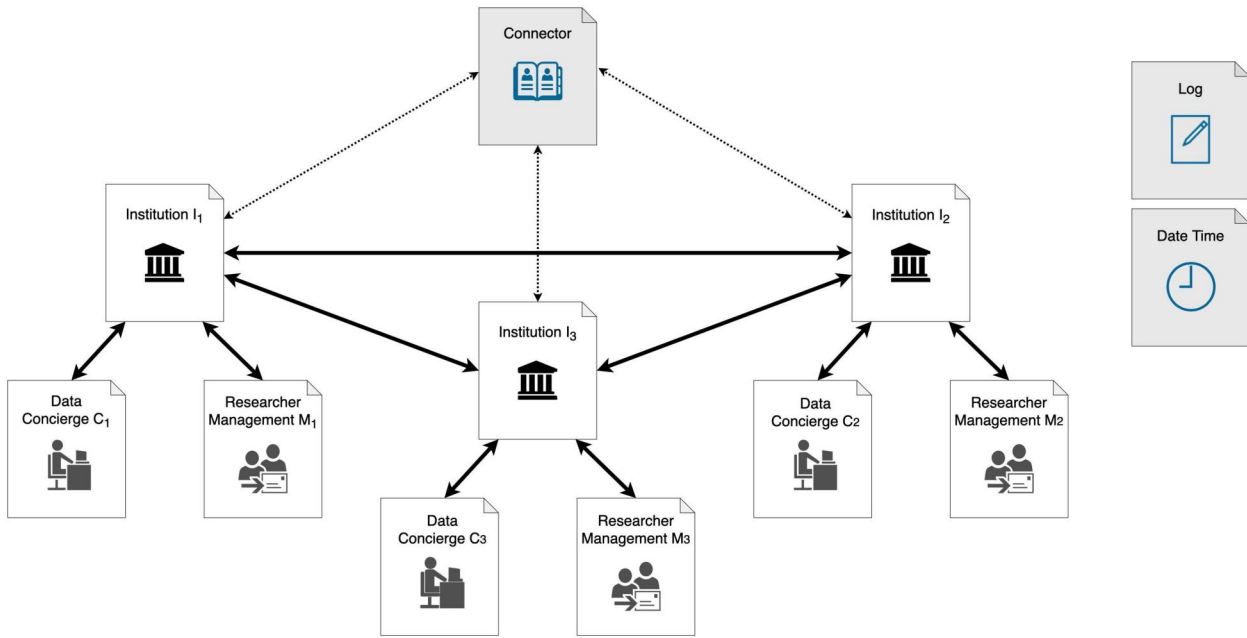 Connector
Log
Institution I₁
Institution I₂
Date Time
Institution I₃
Data
Concierge C₁
Researcher
Management M₁
Data
Concierge C₂
Researcher
Management M₂
Data
Concierge C₃
Researcher
Management M₃